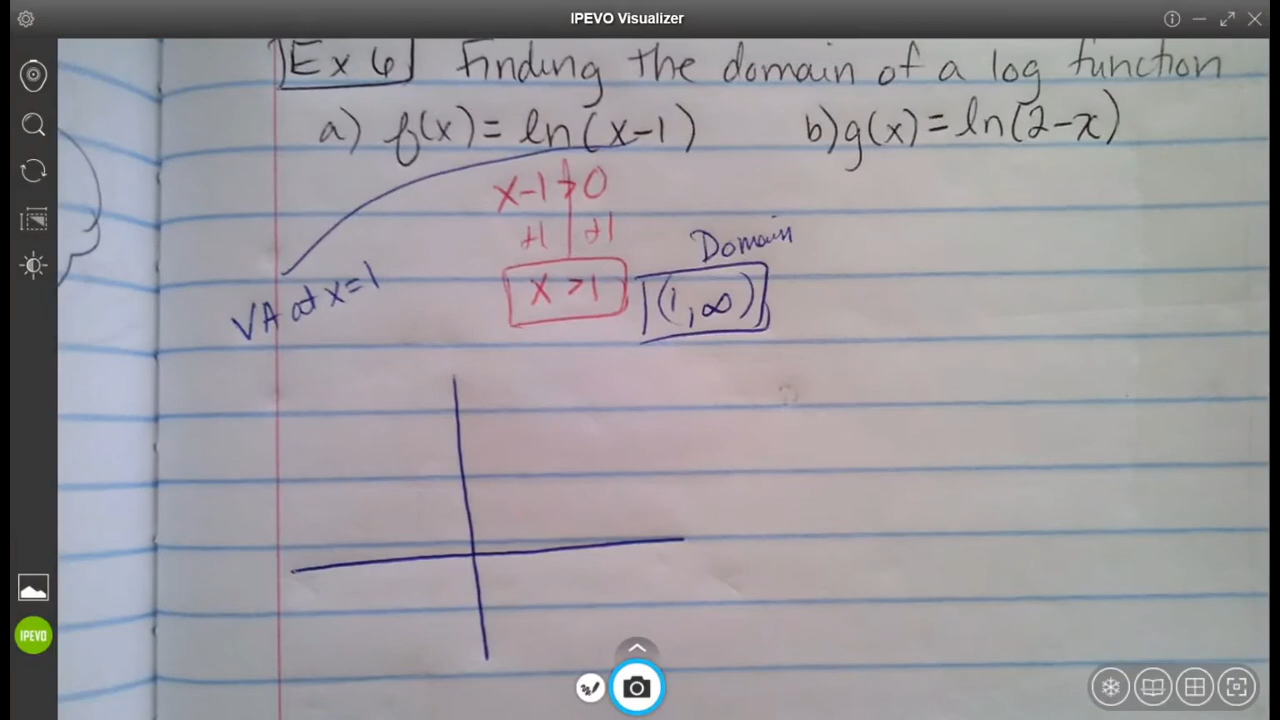 IPEVO Visualizer
Ex 6 Finding the domain of a log function
a) f(x) = ln(x-1) b) g(x) = ln(2-x)
x-1 > 0
+1 +1
Domain
x > 1 (1, ∞)
VA at x=1
IPEVO